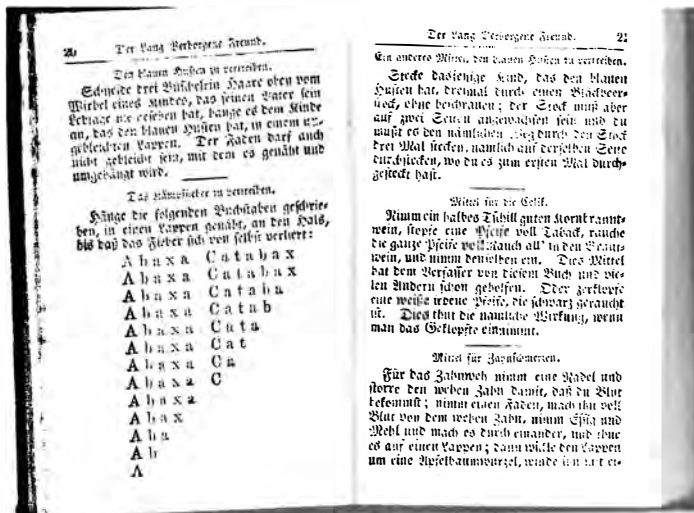 Der Lang Verborgene Freund.
Den blauen Husten zu vertreiben.
Schneide drei Büschelein Haare oben vom
Wirbel eines Kindes, das seinen Vater sein
Lebtage nie gesehen hat, hange es dem Kinde
an, das den blauen Husten hat, in einem un-
gebleichten Lappen. Der Faden darf auch
nicht gebleicht sein, mit dem es genäht und
umgehängt wird.
Das Kampffieber zu vertreiben.
Hänge die folgenden Buchstaben geschrie-
ben, in einen Lappen genäht, an den Hals,
bis daß das Fieber sich von selbst verliert:
Abaxa Catabax
Abaxa Catabax
Abaxa Cataba
Abaxa Catab
Abaxa Cata
Abaxa Cat
Abaxa Ca
Abaxa C
Abaxa
Abax
Aba
Ab
A
Der Lang Verborgene Freund. 21
Ein anderes Mittel, den blauen Husten zu vertreiben.
Stecke dasjenige Kind, das den blauen
Husten hat, dreymal durch einen Blackbeer-
stock, ohne beschrauen; der Stock muß aber
auf zwei Seiten angewachsen sein und du
mußt es den nämlichen Weg durch den Stock
drei Mal stecken, nämlich auf derselben Seite
durchstecken, wo du es zum ersten Mal durch-
gesteckt hast.
Mittel für die Colik.
Nimm ein halbes Tschill guten Kornbrannt-
wein, stopfe eine Pfeife voll Taback, rauche
die ganze Pfeife voll Rauch all' in den Brant-
wein, und nimm denselben ein. Dies Mittel
hat dem Verfasser von diesem Buch und vie-
len Andern schon geholfen. Oder zerklopfe
eine weiße irdene Pfeife, die schwarz geraucht
ist. Dies thut die nämliche Wirkung, wenn
man das Geklopfte einnimmt.
Mittel für Zahnschmerzen.
Für das Zahnweh nimm eine Nadel und
storre den wehen Zahn damit, daß du Blut
bekommst; nimm einen Faden, mach ihn voll
Blut von dem wehen Zahn, nimm Essig und
Mehl und mach es durch einander, und thue
es auf einen Lappen; dann wickle den Lappen
um eine Apfelbaumwurzel, winde ihn mit